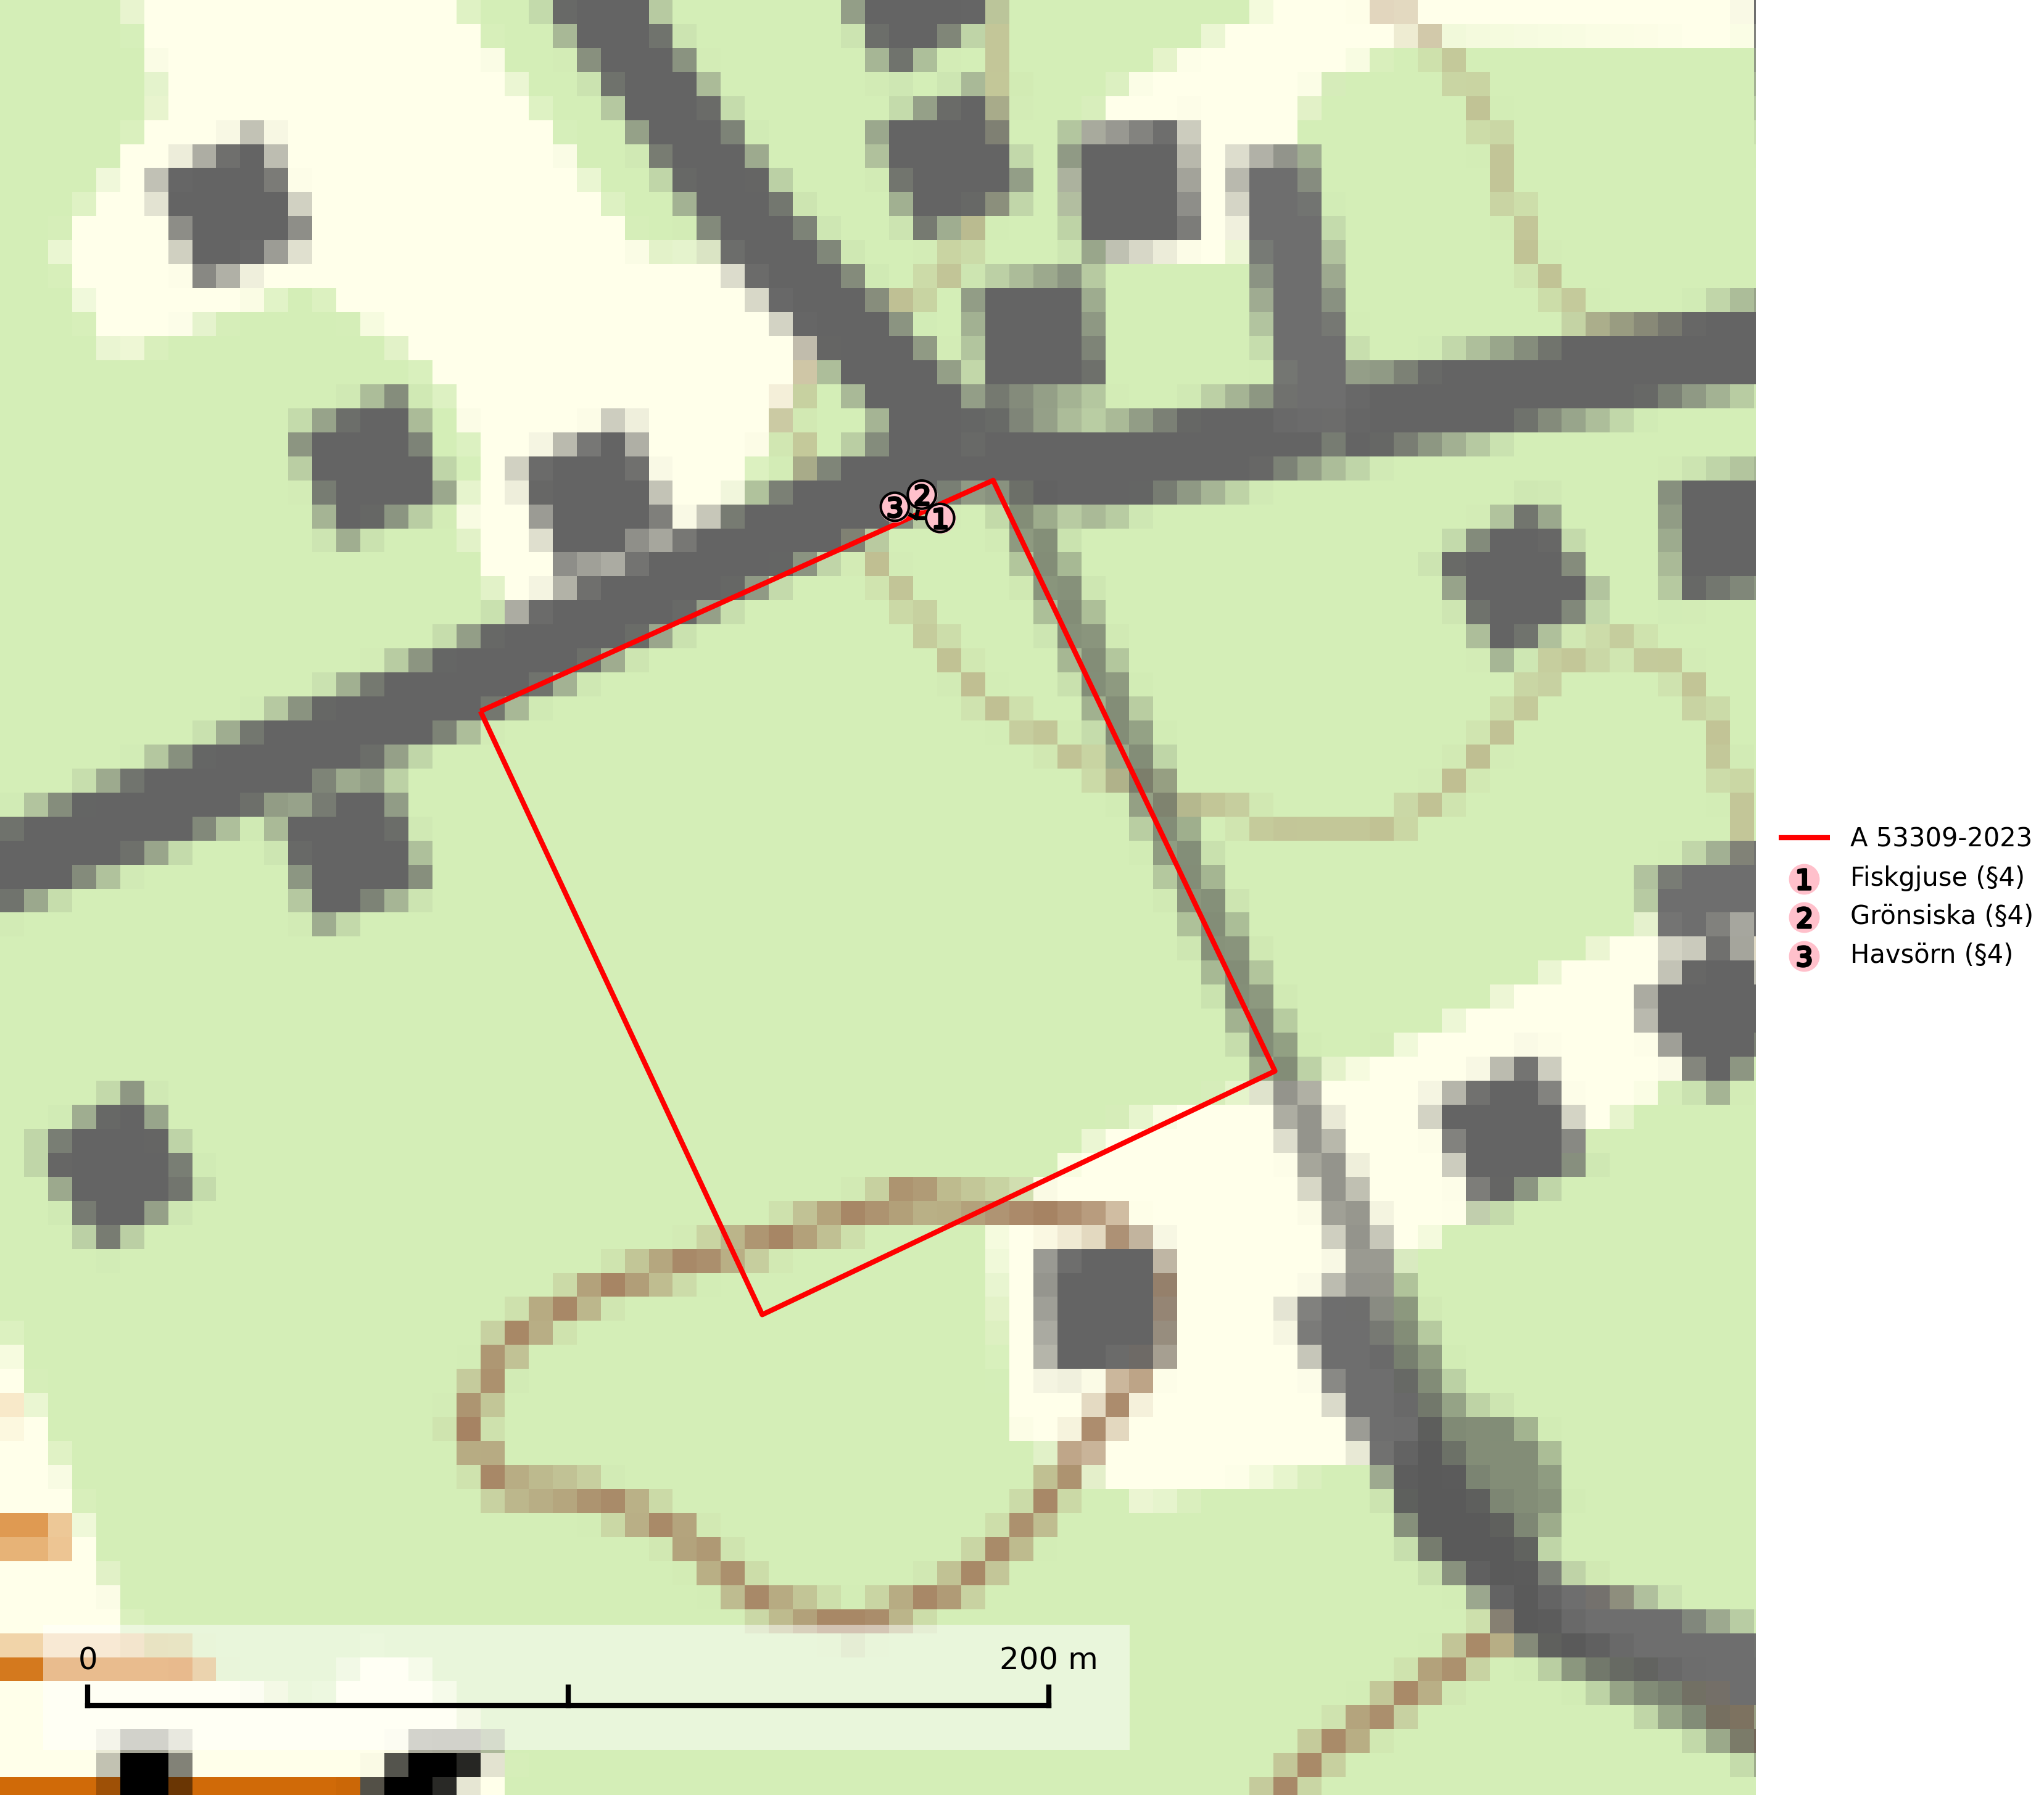 3
2
1
A 53309-2023
1 Fiskgjuse (§4)
2 Grönsiska (§4)
3 Havsörn (§4)
0 200 m